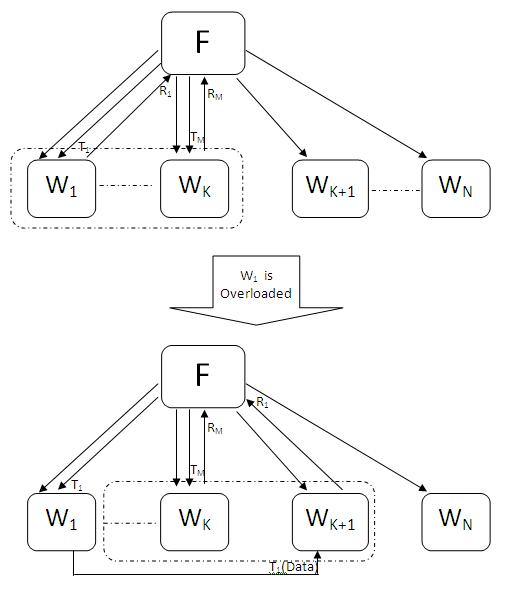 F
R1
RM
T1
TM
W1
WK
WK+1
WN
W1 is
Overloaded
F
R1
RM
TM
T1
W1
WK
WK+1
WN
T1(Data)